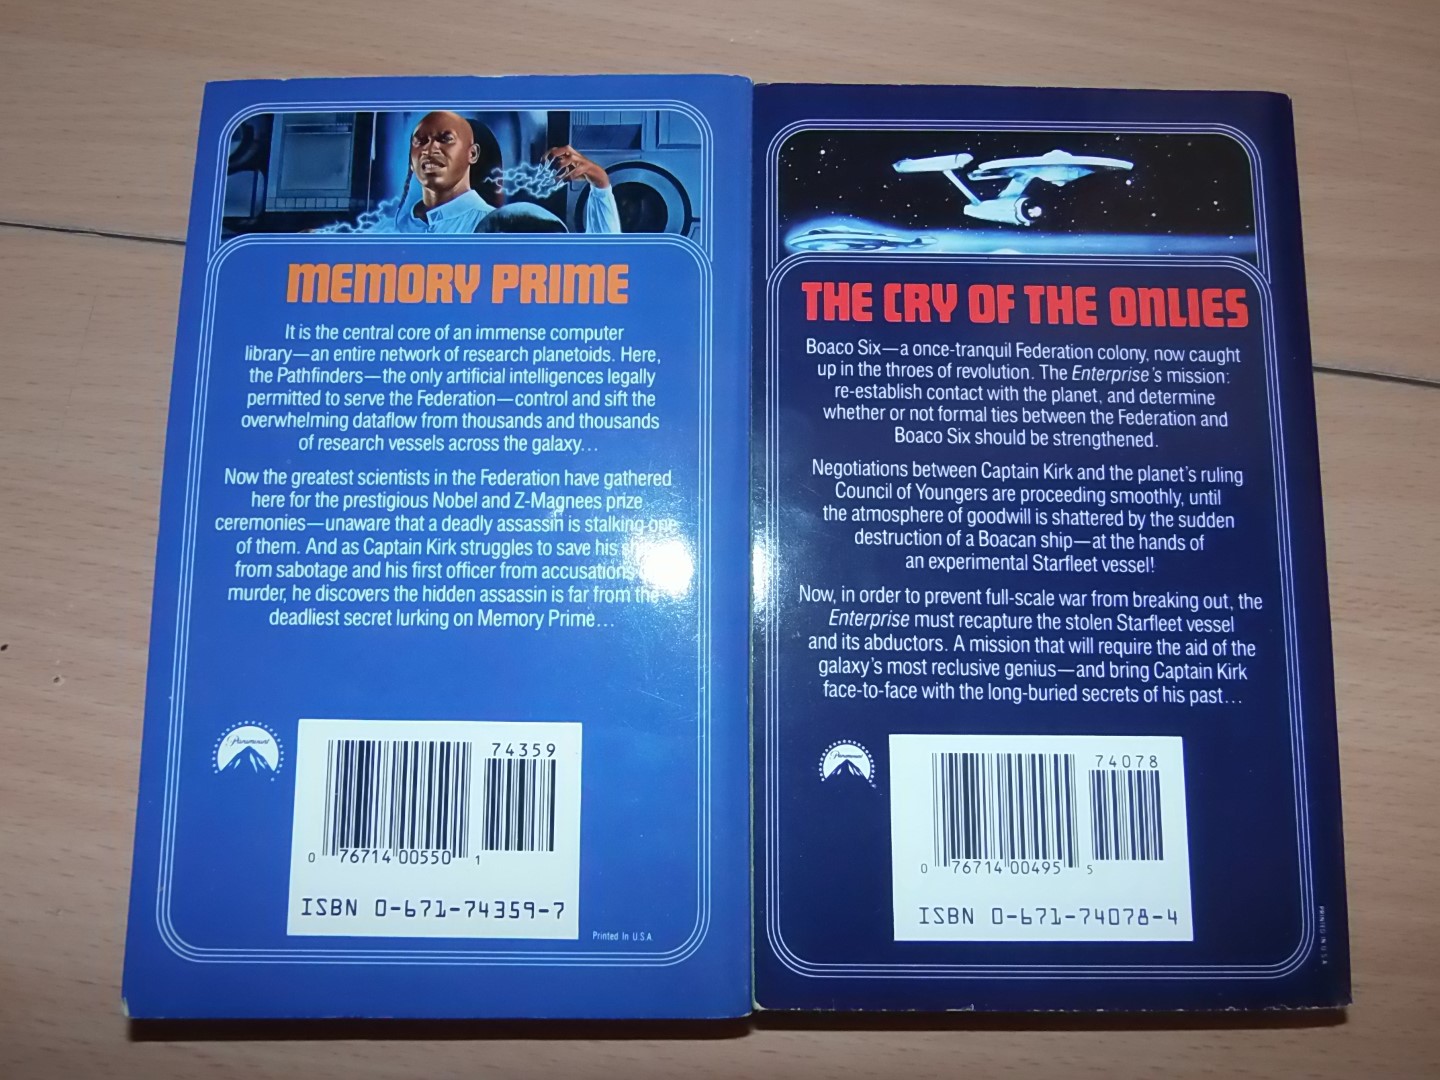 MEMORY PRIME
It is the central core of an immense computer
library—an entire network of research planetoids. Here,
the Pathfinders—the only artificial intelligences legally
permitted to serve the Federation—control and sift the
overwhelming dataflow from thousands and thousands
of research vessels across the galaxy...
Now the greatest scientists in the Federation have gathered
here for the prestigious Nobel and Z-Magnees prize
ceremonies—unaware that a deadly assassin is stalking one
of them. And as Captain Kirk struggles to save his
from sabotage and his first officer from accusations
murder, he discovers the hidden assassin is far from the
deadliest secret lurking on Memory Prime...
Paramount
74359
0 76714 00550 1
ISBN 0-671-74359-7
Printed In U.S.A.
THE CRY OF THE ONLIES
Boaco Six—a once-tranquil Federation colony, now caught
up in the throes of revolution. The Enterprise's mission:
re-establish contact with the planet, and determine
whether or not formal ties between the Federation and
Boaco Six should be strengthened.
Negotiations between Captain Kirk and the planet's ruling
Council of Youngers are proceeding smoothly, until
the atmosphere of goodwill is shattered by the sudden
destruction of a Boacan ship—at the hands of
an experimental Starfleet vessel!
Now, in order to prevent full-scale war from breaking out, the
Enterprise must recapture the stolen Starfleet vessel
and its abductors. A mission that will require the aid of the
galaxy's most reclusive genius—and bring Captain Kirk
face-to-face with the long-buried secrets of his past...
Paramount
74078
0 76714 00495 5
ISBN 0-671-74078-4
PRINTED IN U.S.A.